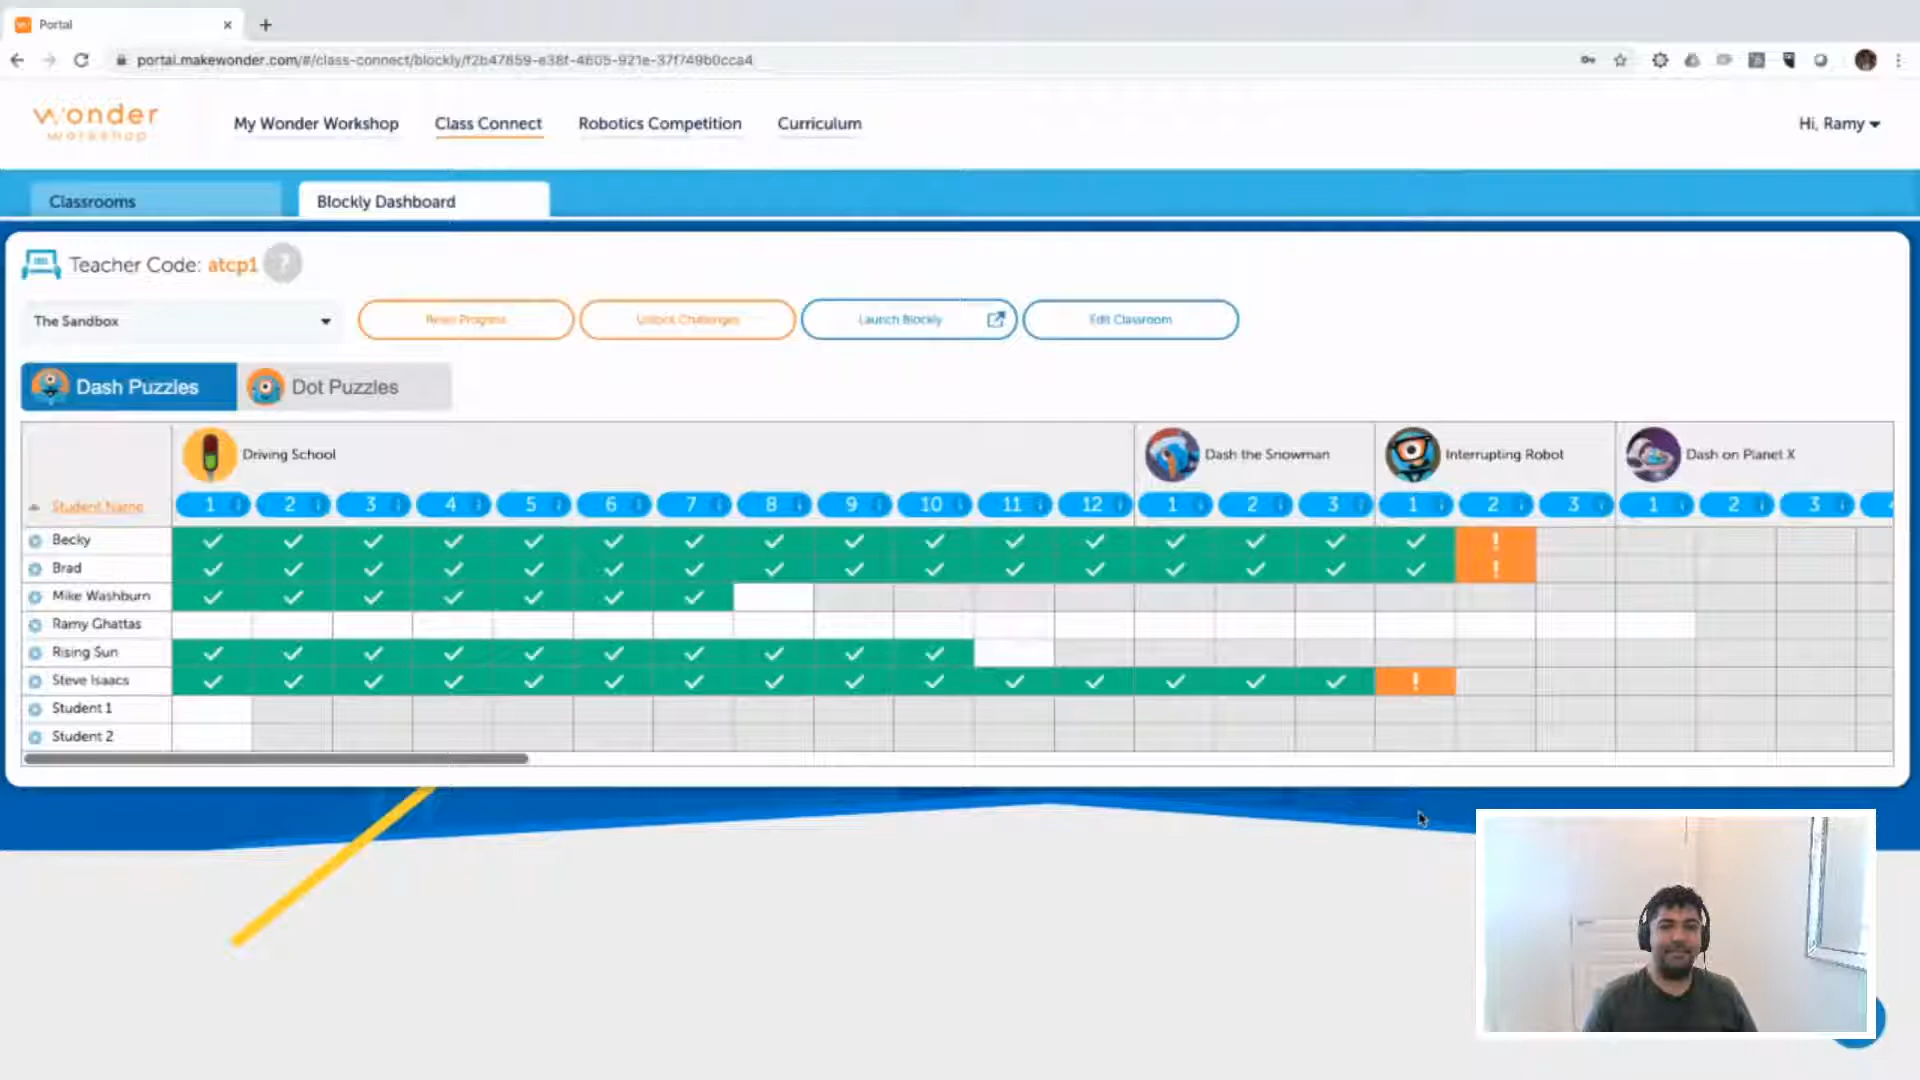 Portal
portal.makewonder.com/#/class-connect/blockly/f2b47859-e38f-4605-921e-37f749b0cca4
wonder
workshop
My Wonder Workshop
Class Connect
Robotics Competition
Curriculum
Hi, Ramy
Classrooms
Blockly Dashboard
Teacher Code: atcp1 ?
The Sandbox
Reset Progress
Unlock Challenges
Launch Blockly
Edit Classroom
Dash Puzzles
Dot Puzzles
Driving School
Dash the Snowman
Interrupting Robot
Dash on Planet X
Student Name
1 2 3 4 5 6 7 8 9 10 11 12 1 2 3 1 2 3 1 2 3
Becky !
Brad !
Mike Washburn
Ramy Ghattas
Rising Sun
Steve Isaacs !
Student 1
Student 2